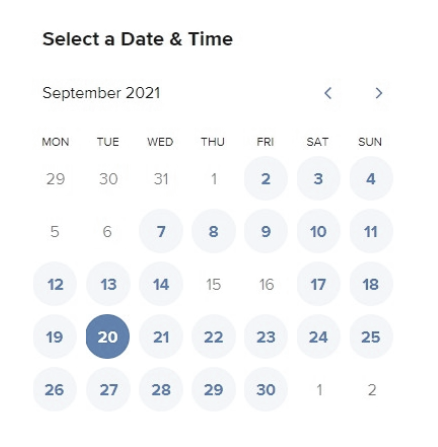 Select a Date & Time
September 2021
MON TUE WED THU FRI SAT SUN
29 30 31 1 2 3 4
5 6 7 8 9 10 11
12 13 14 15 16 17 18
19 20 21 22 23 24 25
26 27 28 29 30 1 2